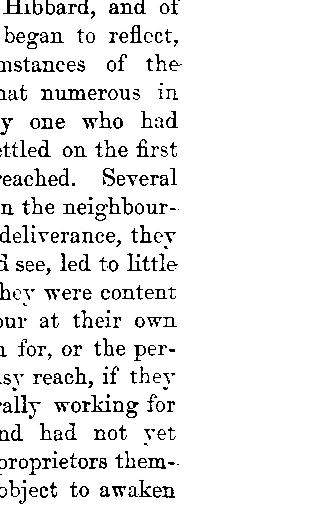 Hibbard, and of
began to reflect,
nstances of the
hat numerous in
y one who had
ettled on the first
reached. Several
n the neighbour-
deliverance, they
d see, led to little
hey were content
our at their own
n for, or the per-
sy reach, if they
rally working for
nd had not yet
proprietors them-
object to awaken